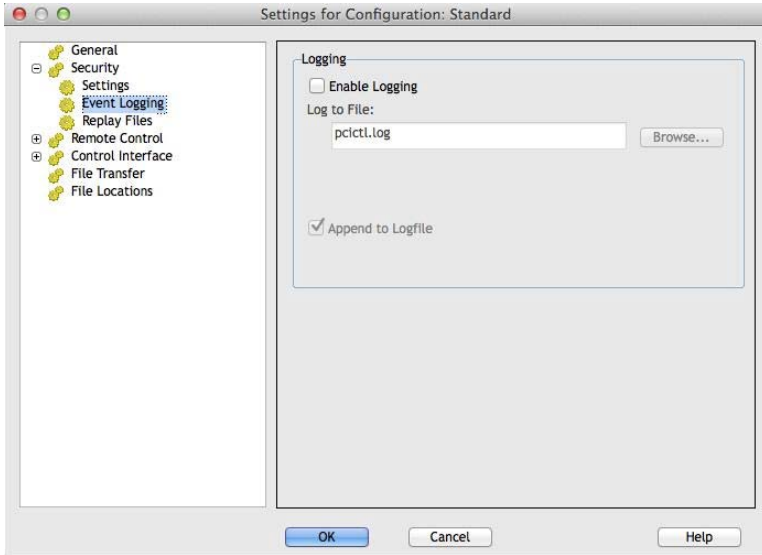 Settings for Configuration: Standard
General
Security
Settings
Event Logging
Replay Files
Remote Control
Control Interface
File Transfer
File Locations
Logging
Enable Logging
Log to File:
pcictl.log
Browse...
Append to Logfile
OK
Cancel
Help